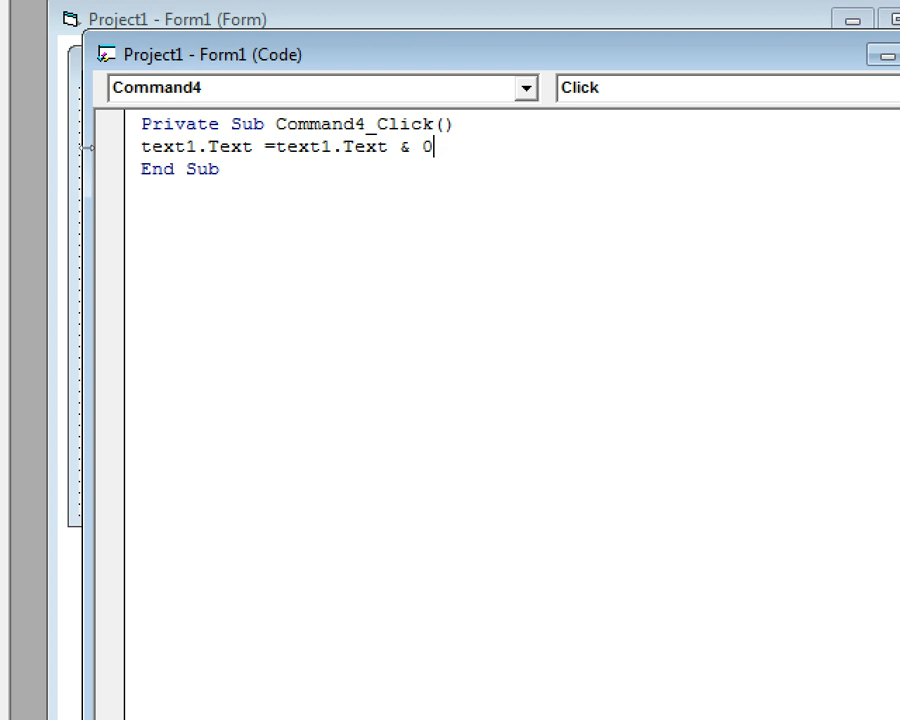 Project1 - Form1 (Form)
Project1 - Form1 (Code)
Command4
Click
Private Sub Command4_Click()
text1.Text =text1.Text & 0
End Sub